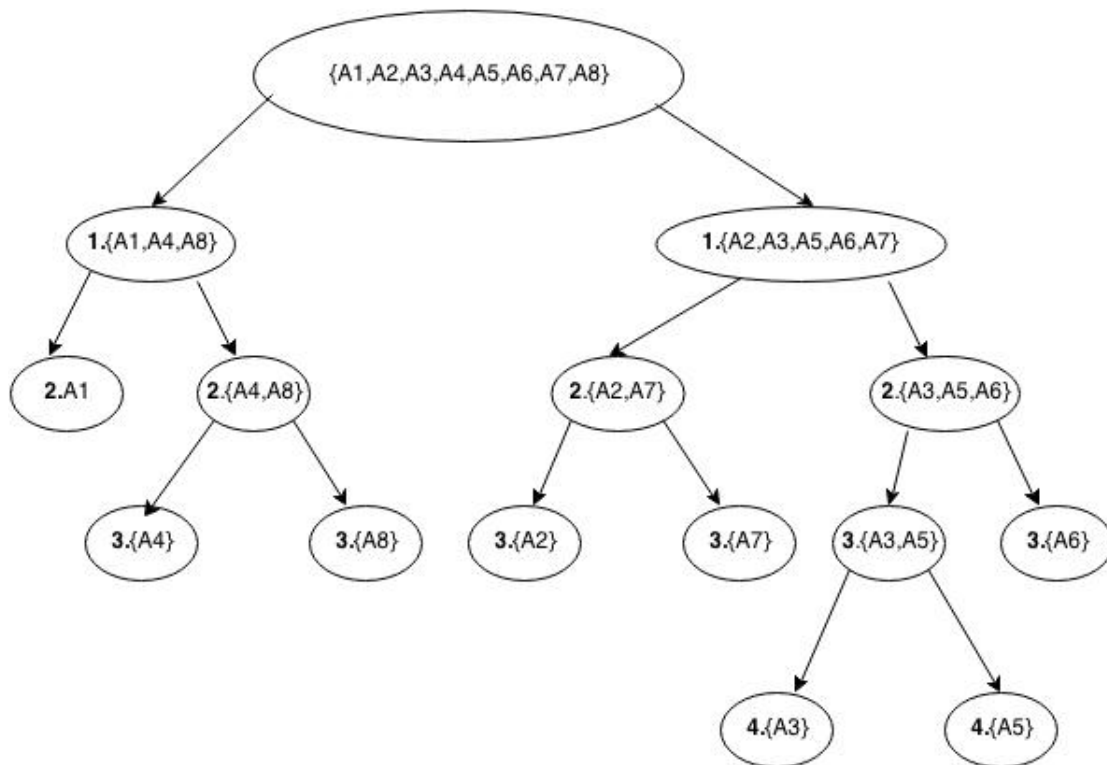 {A1,A2,A3,A4,A5,A6,A7,A8}
1.{A1,A4,A8}
1.{A2,A3,A5,A6,A7}
2.A1
2.{A4,A8}
2.{A2,A7}
2.{A3,A5,A6}
3.{A4}
3.{A8}
3.{A2}
3.{A7}
3.{A3,A5}
3.{A6}
4.{A3}
4.{A5}